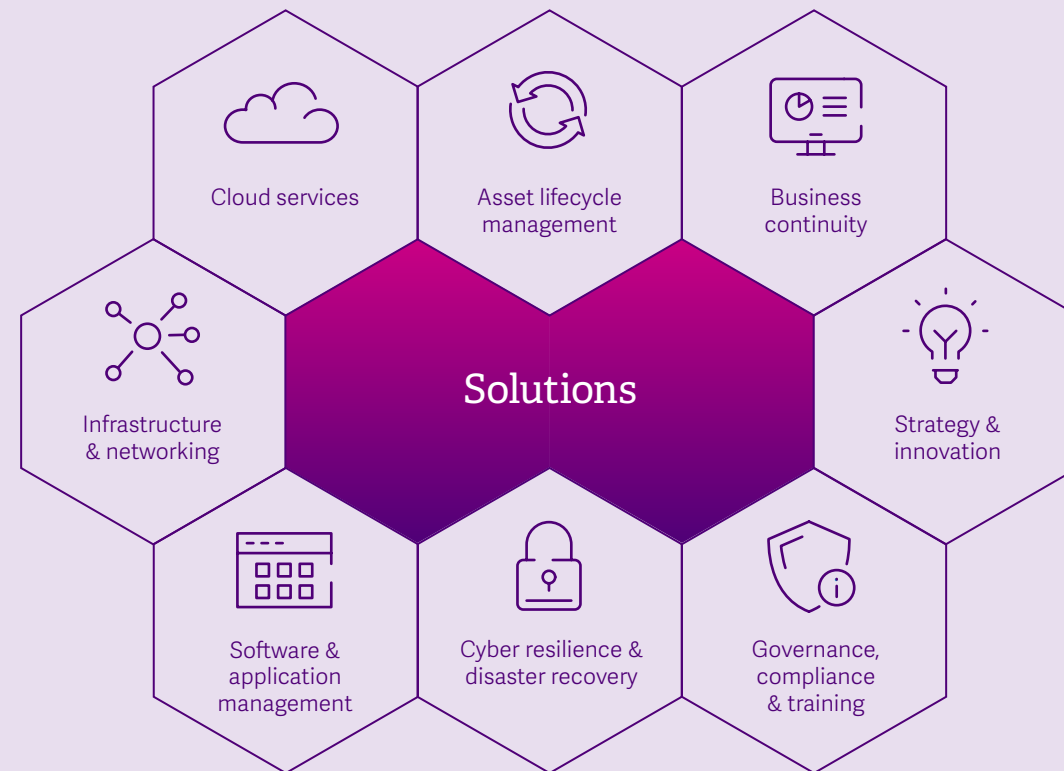 Cloud services
Asset lifecycle
management
Business
continuity
Infrastructure
& networking
Solutions
Strategy &
innovation
Software &
application
management
Cyber resilience &
disaster recovery
Governance,
compliance
& training